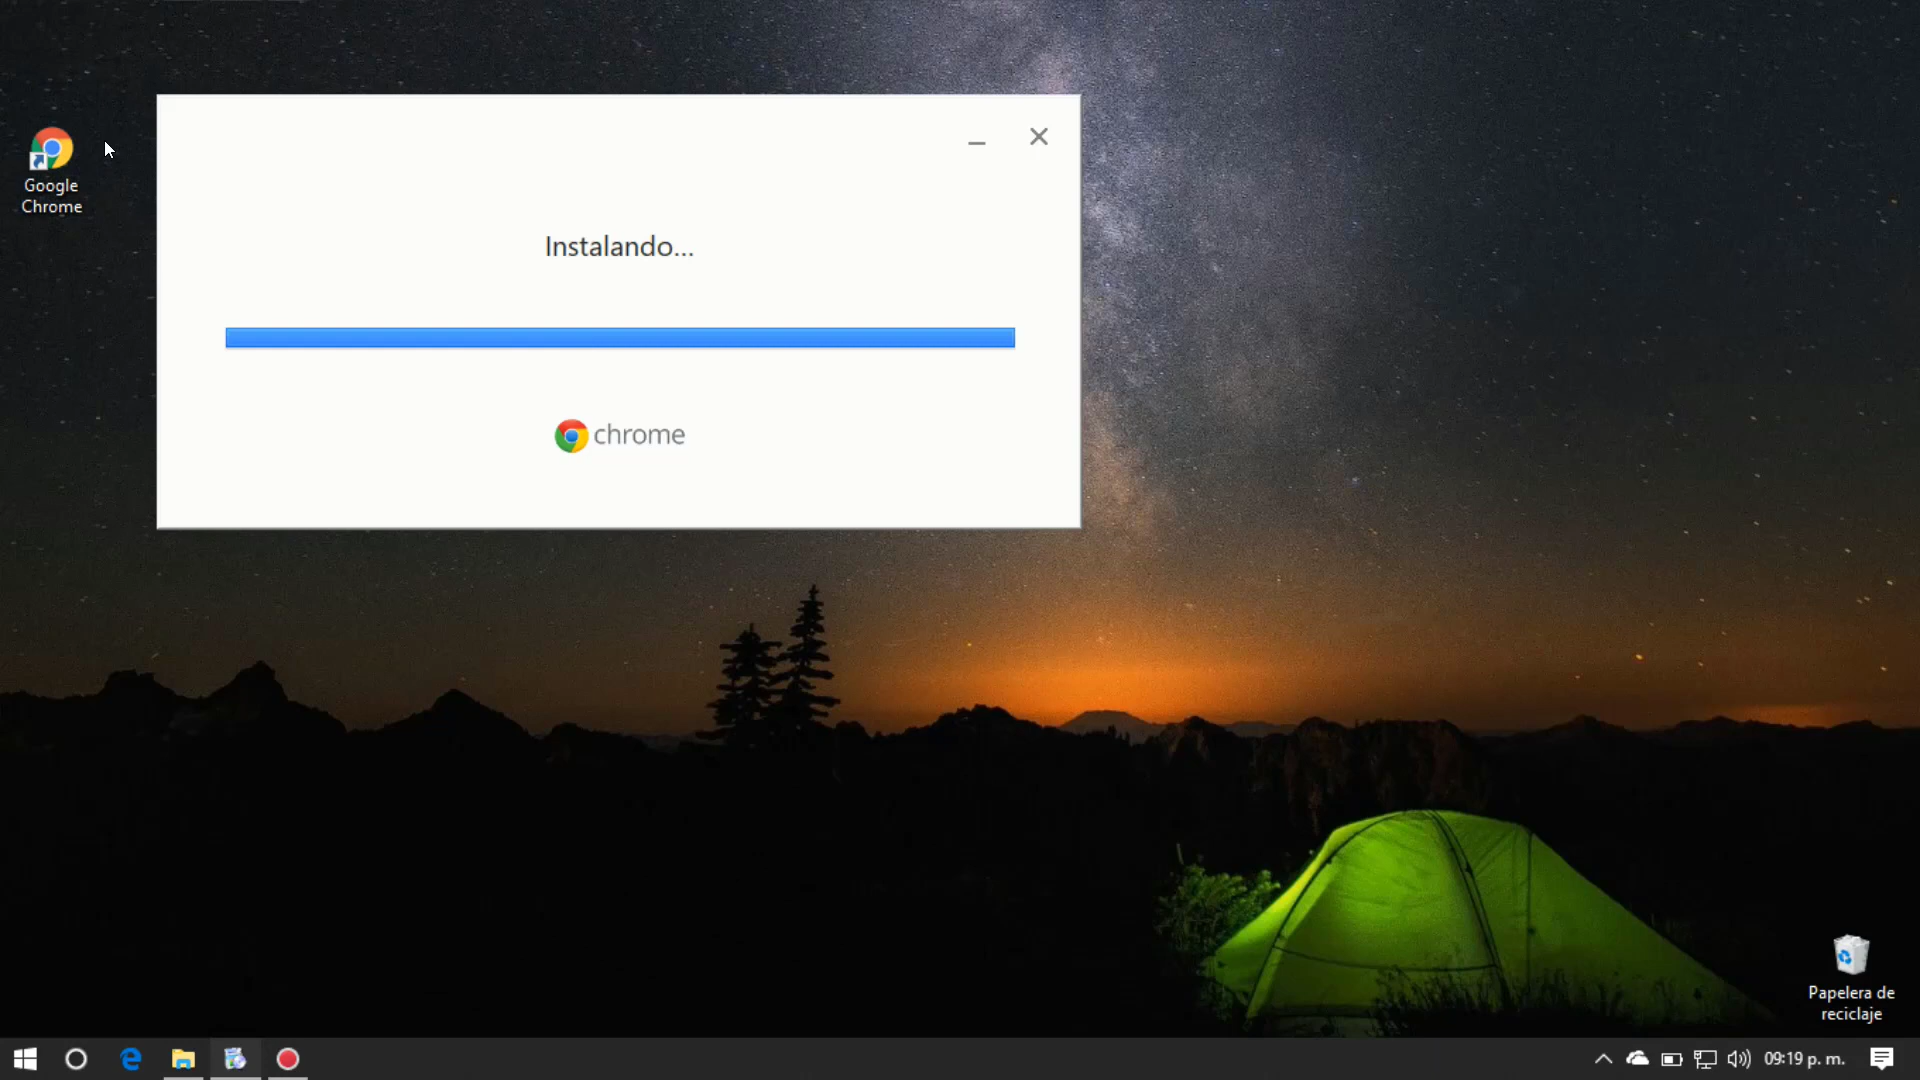 Google
Chrome
Instalando...
chrome
Papelera de
reciclaje
09:19 p. m.